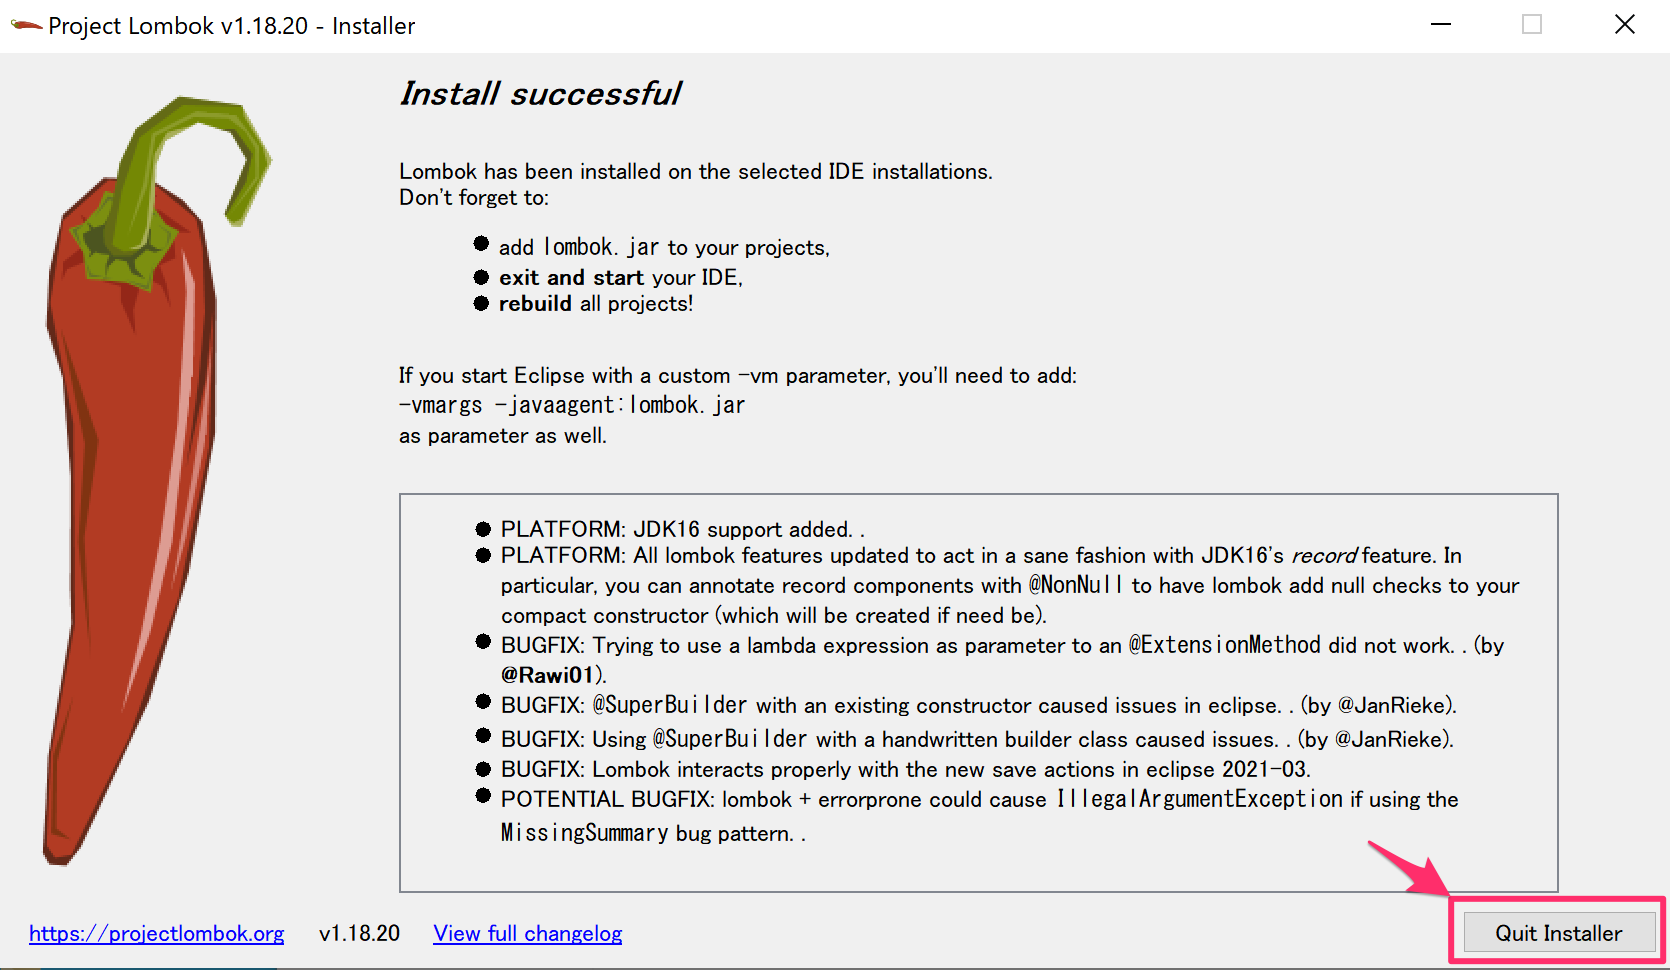 Project Lombok v1.18.20 - Installer
Install successful
Lombok has been installed on the selected IDE installations.
Don't forget to:
● add lombok.jar to your projects,
● exit and start your IDE,
● rebuild all projects!
If you start Eclipse with a custom -vm parameter, you'll need to add:
-vmargs -javaagent:lombok.jar
as parameter as well.
● PLATFORM: JDK16 support added. .
● PLATFORM: All lombok features updated to act in a sane fashion with JDK16's record feature. In
particular, you can annotate record components with @NonNull to have lombok add null checks to your
compact constructor (which will be created if need be).
● BUGFIX: Trying to use a lambda expression as parameter to an @ExtensionMethod did not work. . (by
@Rawi01).
● BUGFIX: @SuperBuilder with an existing constructor caused issues in eclipse. . (by @JanRieke).
● BUGFIX: Using @SuperBuilder with a handwritten builder class caused issues. . (by @JanRieke).
● BUGFIX: Lombok interacts properly with the new save actions in eclipse 2021-03.
● POTENTIAL BUGFIX: lombok + errorprone could cause IllegalArgumentException if using the
MissingSummary bug pattern. .
https://projectlombok.org v1.18.20 View full changelog
Quit Installer